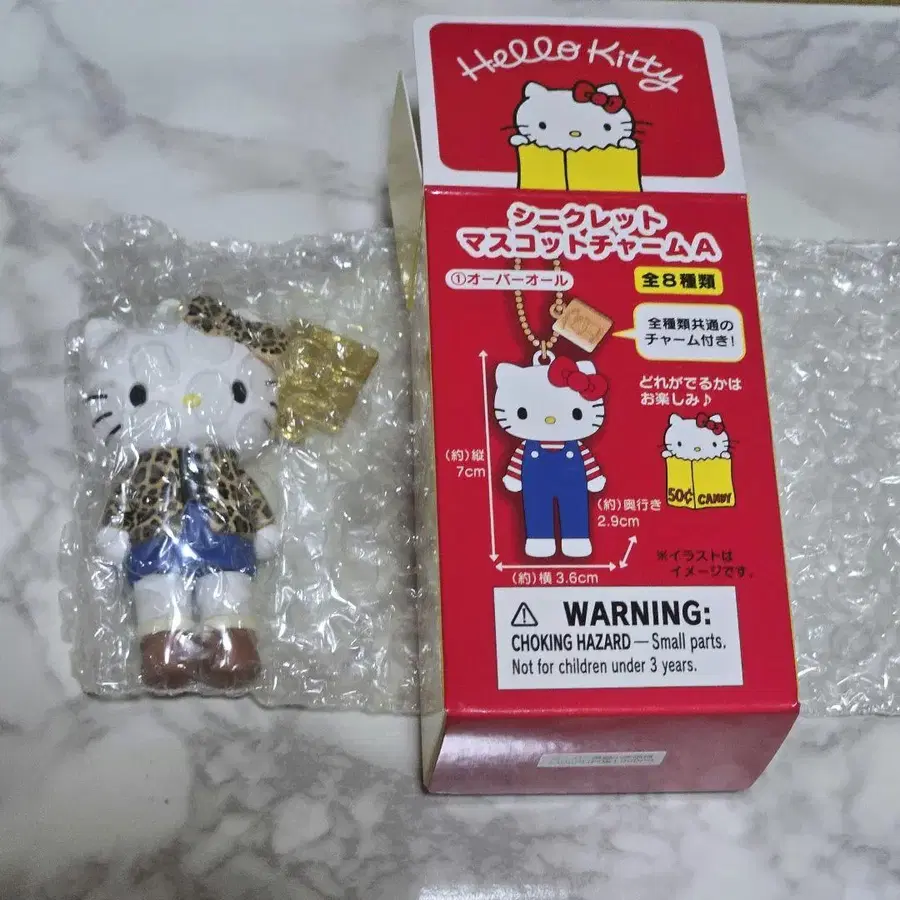 Hello Kitty
シークレット
マスコットチャームA
①オーバーオール
全8種類
全種類共通の
チャーム付き!
どれがでるかは
お楽しみ♪
(約)縦
7cm
50¢ CANDY
(約)奥行き
2.9cm
(約)横3.6cm
※イラストは
イメージです。
WARNING:
CHOKING HAZARD — Small parts.
Not for children under 3 years.